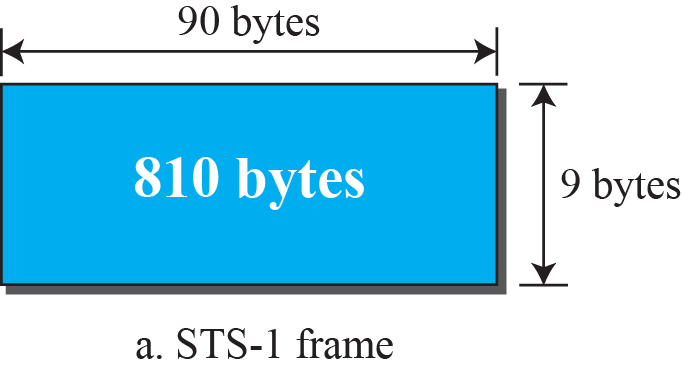 90 bytes
810 bytes
9 bytes
a. STS-1 frame